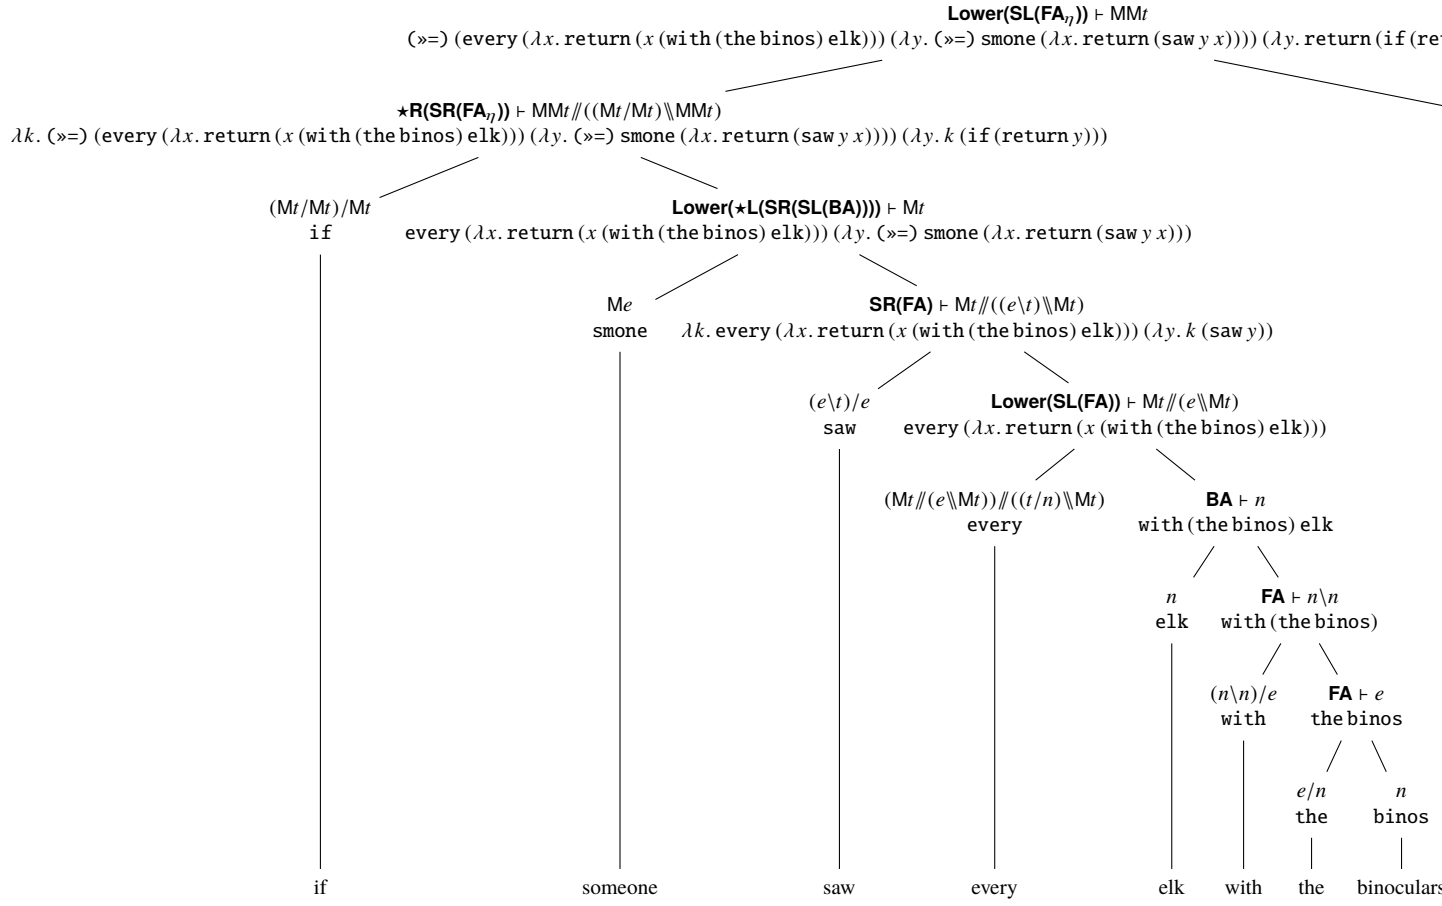 Lower(SL(FAη)) ⊢ MMt
(»=) (every (λx. return (x (with (the binos) elk))) (λy. (»=) smone (λx. return (saw y x)))) (λy. return (if (ret
★R(SR(FAη)) ⊢ MMt⫽((Mt/Mt)⑊MMt)
λk. (»=) (every (λx. return (x (with (the binos) elk))) (λy. (»=) smone (λx. return (saw y x)))) (λy. k (if (return y)))
(Mt/Mt)/Mt Lower(★L(SR(SL(BA)))) ⊢ Mt
if every (λx. return (x (with (the binos) elk))) (λy. (»=) smone (λx. return (saw y x)))
Me SR(FA) ⊢ Mt⫽((e\t)⑊Mt)
smone λk. every (λx. return (x (with (the binos) elk))) (λy. k (saw y))
(e\t)/e Lower(SL(FA)) ⊢ Mt⫽(e⑊Mt)
saw every (λx. return (x (with (the binos) elk)))
(Mt⫽(e⑊Mt))⫽((t/n)⑊Mt) BA ⊢ n
every with (the binos) elk
n FA ⊢ n\n
elk with (the binos)
(n\n)/e FA ⊢ e
with the binos
e/n n
the binos
if someone saw every elk with the binoculars